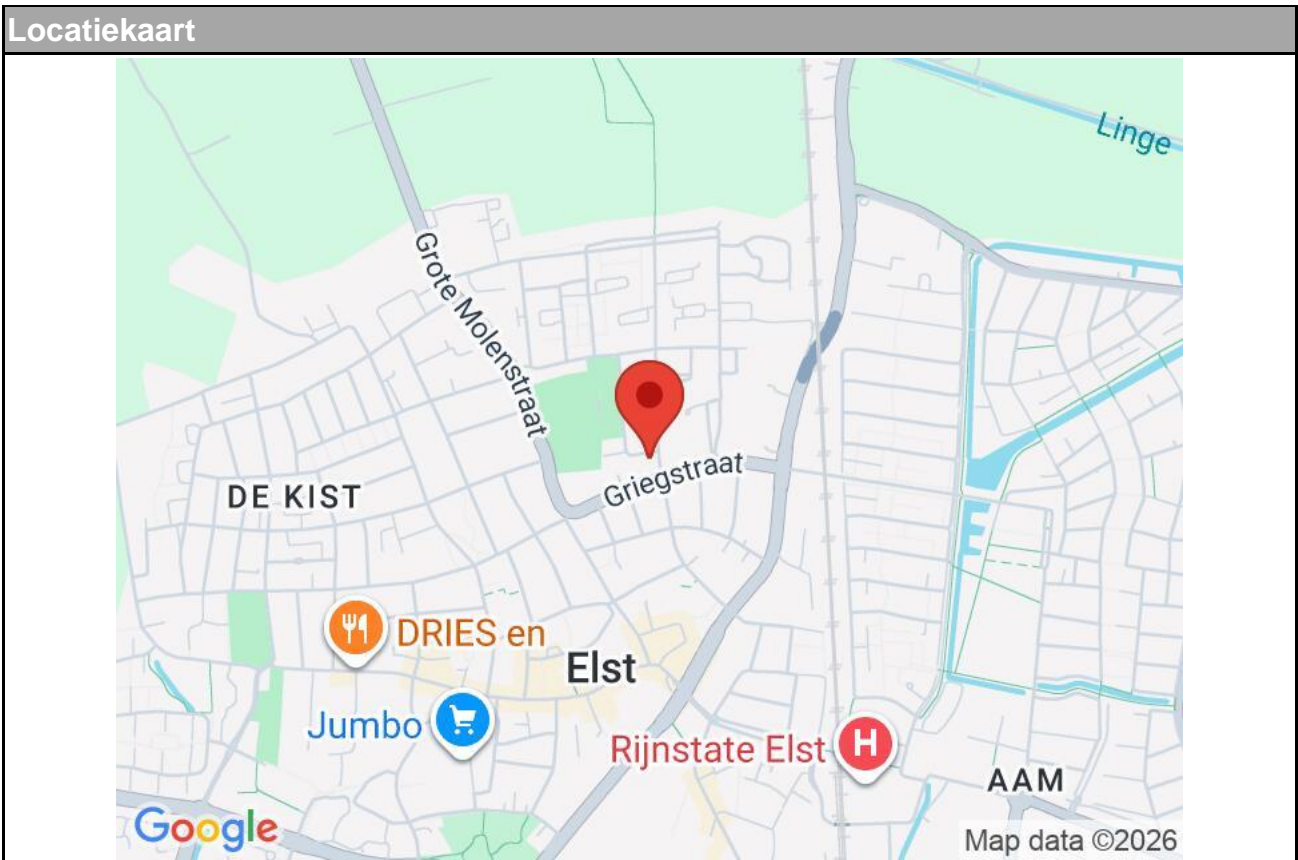 Locatiekaart
Linge
Grote Molenstraat
Griegstraat
DE KIST
DRIES en
Elst
Jumbo
Rijnstate Elst
H
AAM
Google
Map data ©2026